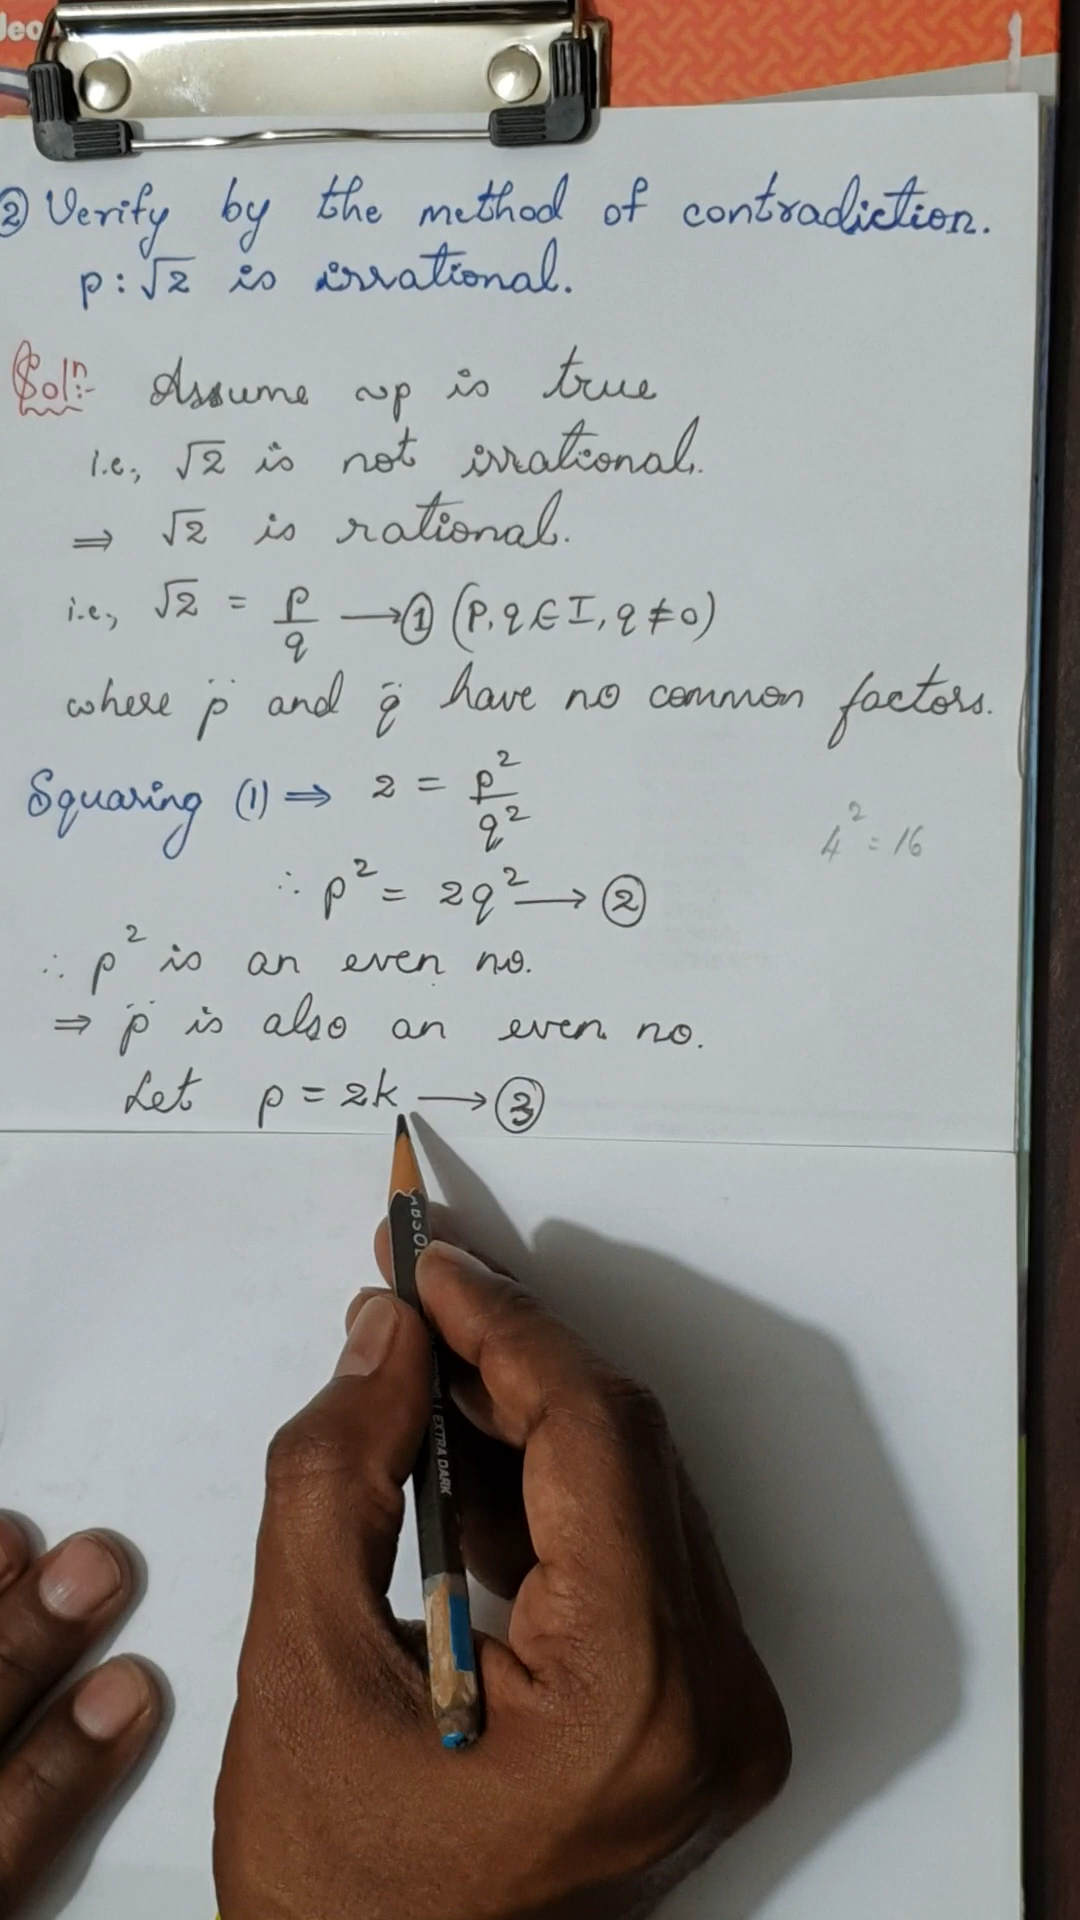 leo
② Verify by the method of contradiction.
p : √2 is irrational.
Solⁿ:- Assume ~p is true
i.e., √2 is not irrational.
⇒ √2 is rational.
i.e., √2 = p/q → ① (p, q ∈ I, q ≠ 0)
where p̈ and q̈ have no common factors.
Squaring (1) ⇒ 2 = p²/q²
4² = 16
∴ p² = 2q² → ②
∴ p² is an even no.
⇒ p̈ is also an even no.
Let p = 2k → ③
EXTRA DARK